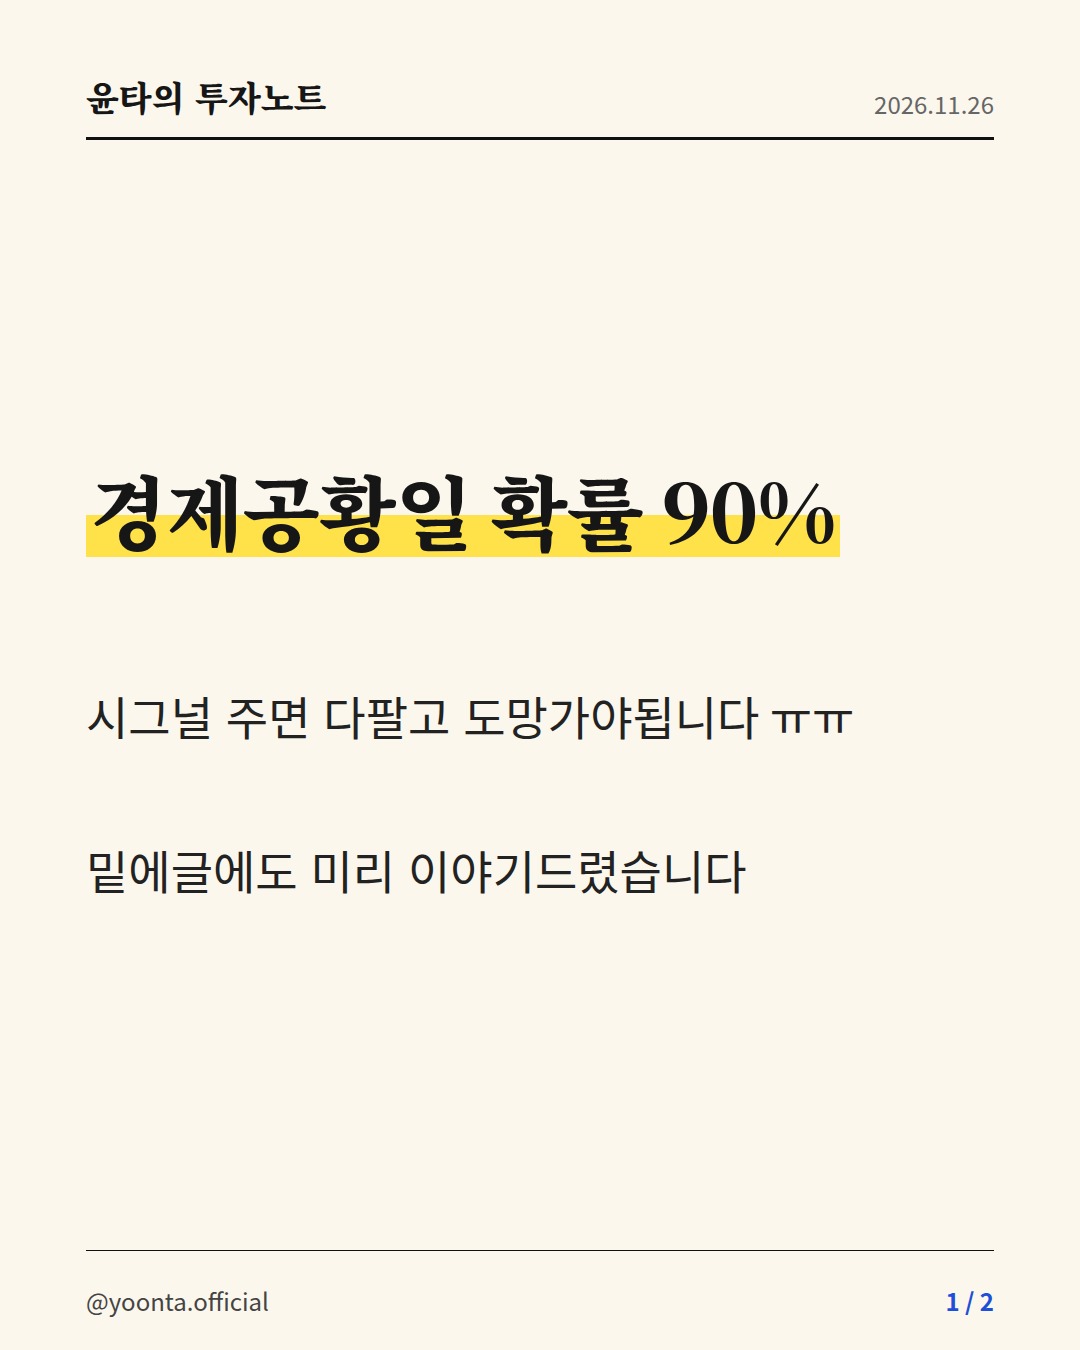 윤타의 투자노트
2026.11.26
경제공황일 확률 90%
시그널 주면 다팔고 도망가야됩니다 ㅠㅠ
밑에글에도 미리 이야기드렸습니다
@yoonta.official
1 / 2